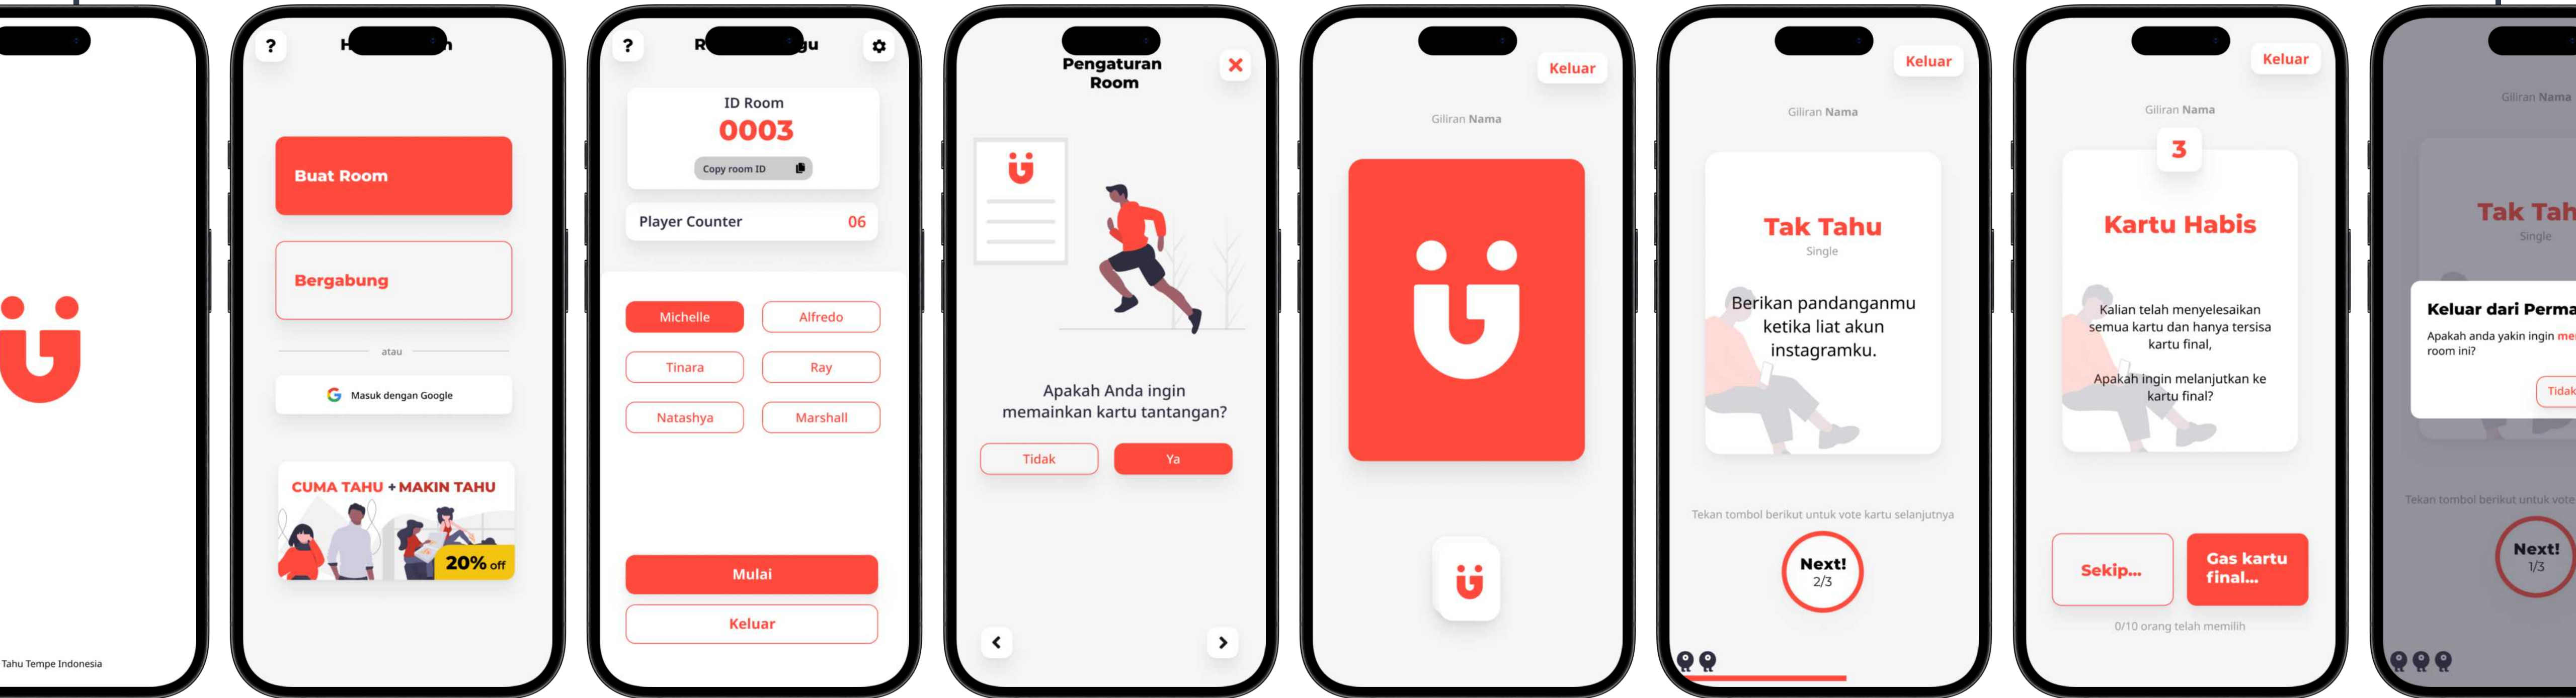 Tahu Tempe Indonesia
?
Buat Room
Bergabung
atau
Masuk dengan Google
CUMA TAHU + MAKIN TAHU
20% off
?
ID Room
0003
Copy room ID
Player Counter 06
Michelle Alfredo
Tinara Ray
Natashya Marshall
Mulai
Keluar
Pengaturan
Room
Apakah Anda ingin
memainkan kartu tantangan?
Tidak Ya
Keluar
Giliran Nama
Keluar
Giliran Nama
Tak Tahu
Single
Berikan pandanganmu
ketika liat akun
instagramku.
Tekan tombol berikut untuk vote kartu selanjutnya
Next!
2/3
Keluar
Giliran Nama
3
Kartu Habis
Kalian telah menyelesaikan
semua kartu dan hanya tersisa
kartu final,
Apakah ingin melanjutkan ke
kartu final?
Sekip...
Gas kartu
final...
0/10 orang telah memilih
Giliran Nama
Tak
Single
Keluar dari
Apakah anda yakin ingin
room ini?
Tidak
Tekan tombol berikut untuk vote
Next!
1/3